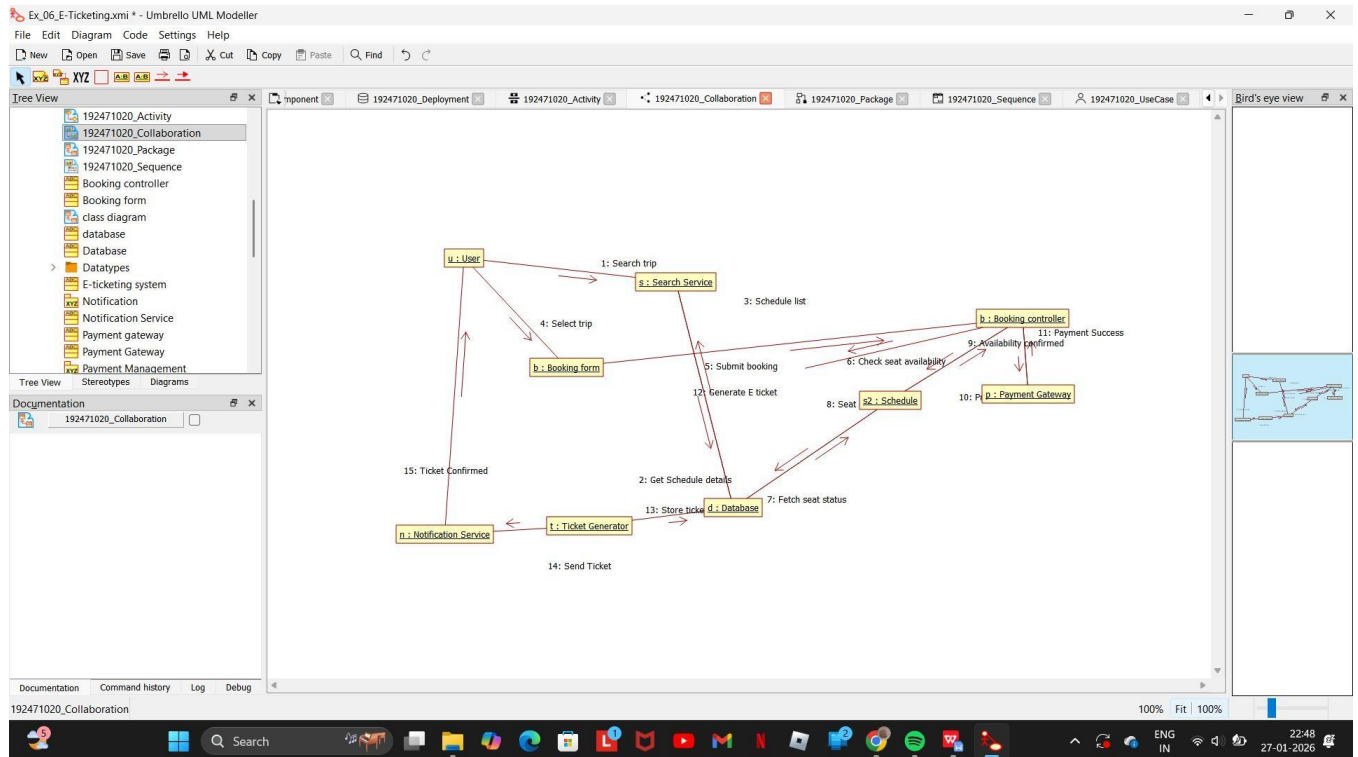 Ex_06_E-Ticketing.xmi * - Umbrello UML Modeller
File Edit Diagram Code Settings Help
New Open Save Cut Copy Paste Find
XYZ XYZ XYZ A:B A:B
Tree View
192471020_Activity
192471020_Collaboration
192471020_Package
192471020_Sequence
Booking controller
Booking form
class diagram
database
Database
Datatypes
E-ticketing system
Notification
Notification Service
Payment gateway
Payment Gateway
Payment Management
Tree View Stereotypes Diagrams
Documentation
192471020_Collaboration
Documentation Command history Log Debug
mponent 192471020_Deployment 192471020_Activity 192471020_Collaboration 192471020_Package 192471020_Sequence 192471020_UseCase
u : User
1: Search trip
s : Search Service
3: Schedule list
b : Booking controller
4: Select trip
11: Payment Success
9: Availability confirmed
b : Booking form
5: Submit booking
6: Check seat availability
12: Generate E ticket
8: Seat
s2 : Schedule
10: P
p : Payment Gateway
15: Ticket Confirmed
2: Get Schedule details
7: Fetch seat status
13: Store ticke
d : Database
t : Ticket Generator
n : Notification Service
14: Send Ticket
Bird's eye view
192471020_Collaboration
100% Fit 100%
5
Search
1
2
ENG
IN
22:48
27-01-2026